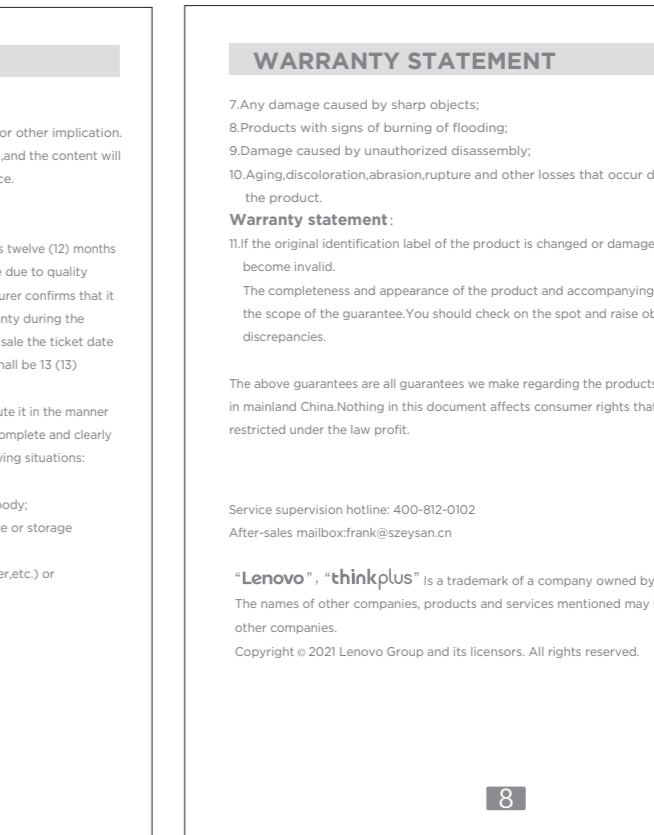 or other implication.
,and the content will
ce.
s twelve (12) months
e due to quality
urer confirms that it
nty during the
sale the ticket date
hall be 13 (13)
ute it in the manner
omplete and clearly
ving situations:
body;
e or storage
er,etc.) or
WARRANTY STATEMENT
7.Any damage caused by sharp objects;
8.Products with signs of burning of flooding;
9.Damage caused by unauthorized disassembly;
10.Aging,discoloration,abrasion,rupture and other losses that occur d
the product.
Warranty statement:
11.If the original identification label of the product is changed or damage
become invalid.
The completeness and appearance of the product and accompanying
the scope of the guarantee.You should check on the spot and raise ob
discrepancies.
The above guarantees are all guarantees we make regarding the products
in mainland China.Nothing in this document affects consumer rights that
restricted under the law profit.
Service supervision hotline: 400-812-0102
After-sales mailbox:frank@szeysan.cn
“Lenovo”, “thinkplus” Is a trademark of a company owned by
The names of other companies, products and services mentioned may
other companies.
Copyright © 2021 Lenovo Group and its licensors. All rights reserved.
8